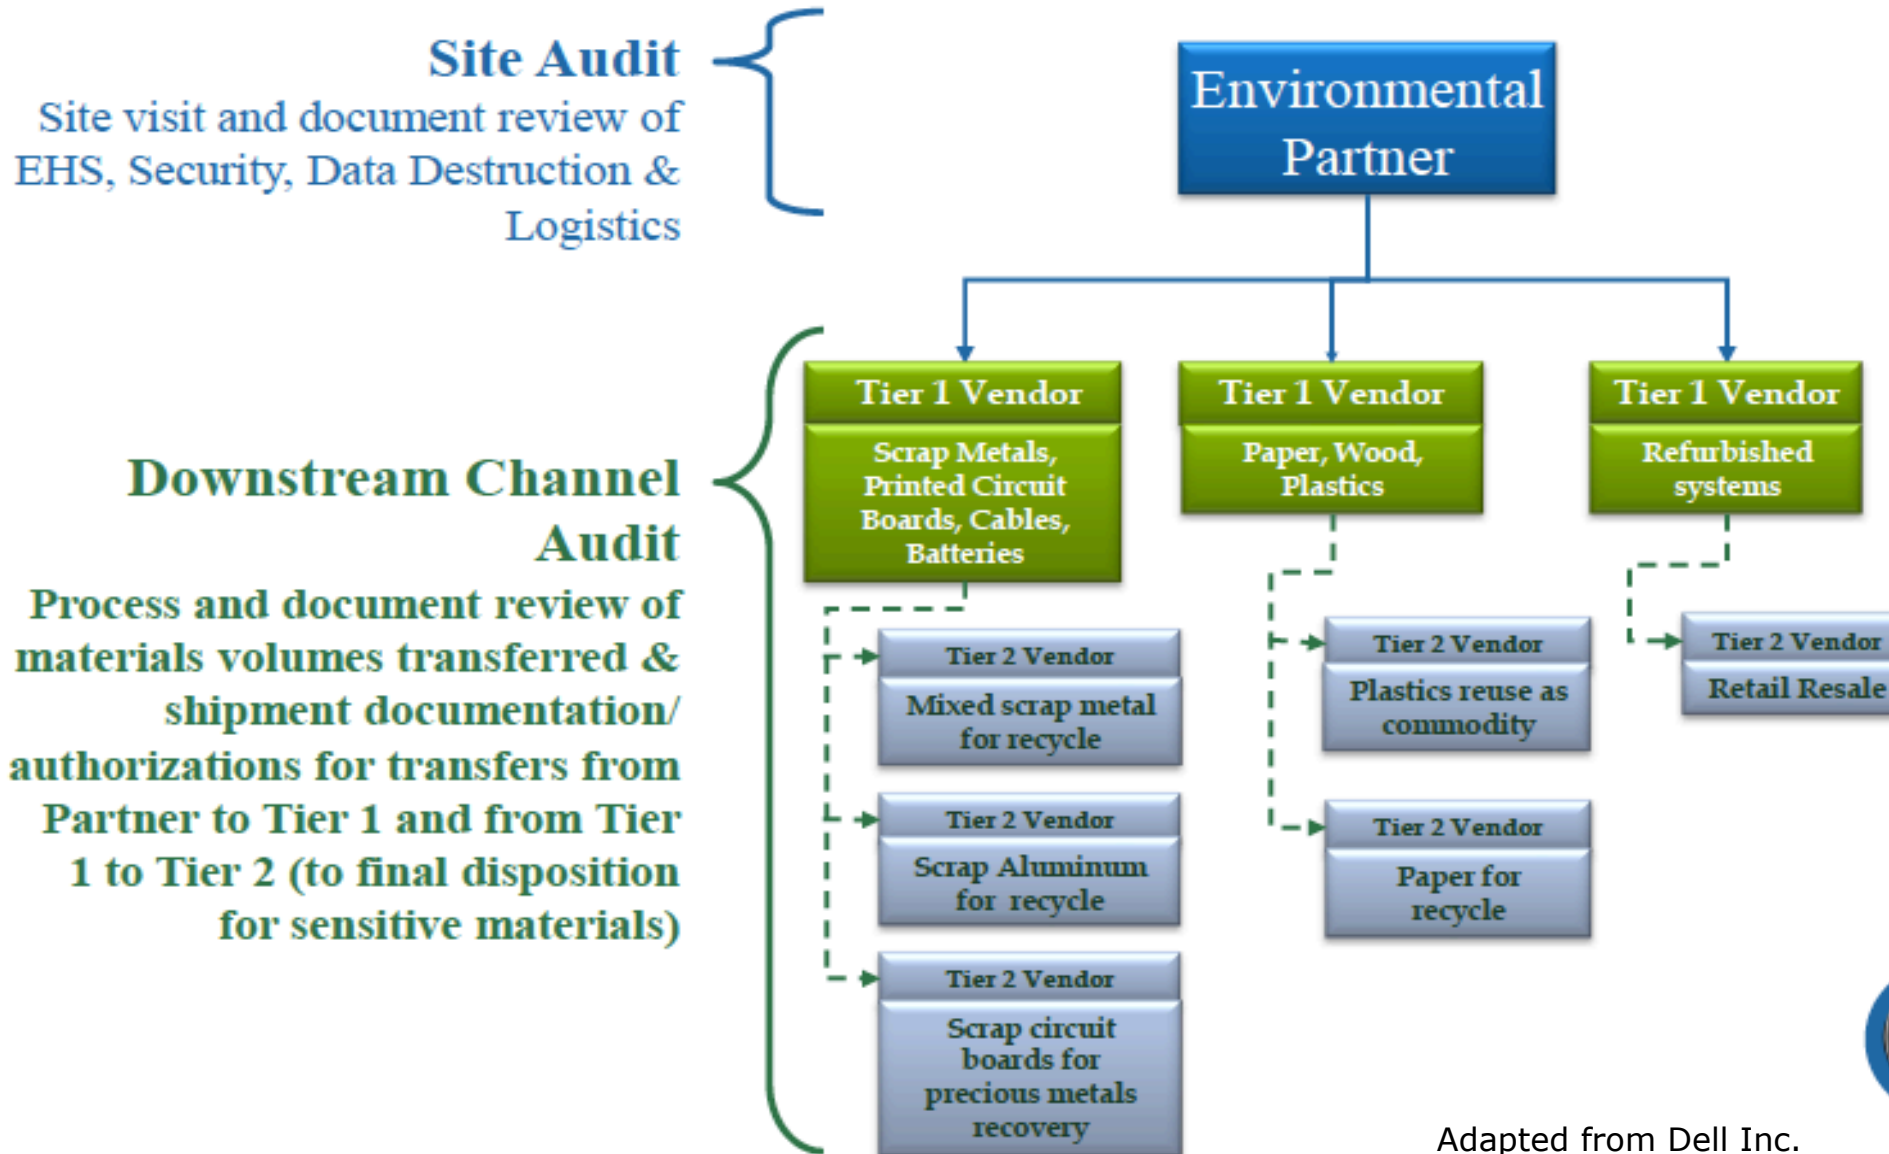 Site Audit
Site visit and document review of
EHS, Security, Data Destruction &
Logistics
Environmental
Partner
Downstream Channel
Audit
Process and document review of
materials volumes transferred &
shipment documentation/
authorizations for transfers from
Partner to Tier 1 and from Tier
1 to Tier 2 (to final disposition
for sensitive materials)
Tier 1 Vendor
Scrap Metals,
Printed Circuit
Boards, Cables,
Batteries
Tier 2 Vendor
Mixed scrap metal
for recycle
Tier 2 Vendor
Scrap Aluminum
for recycle
Tier 2 Vendor
Scrap circuit
boards for
precious metals
recovery
Tier 1 Vendor
Paper, Wood,
Plastics
Tier 2 Vendor
Plastics reuse as
commodity
Tier 2 Vendor
Paper for
recycle
Tier 1 Vendor
Refurbished
systems
Tier 2 Vendor
Retail Resale
Adapted from Dell Inc.